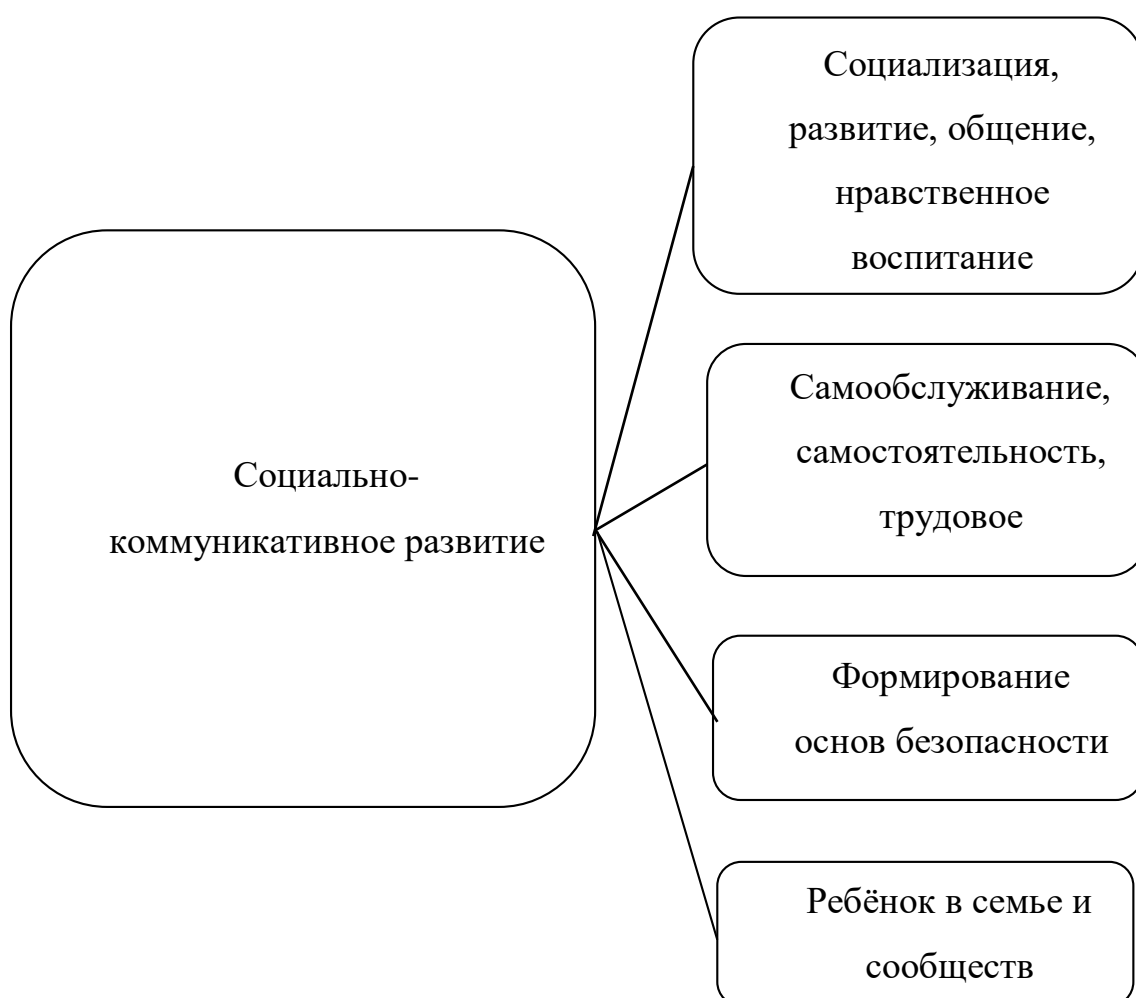 Социализация,
развитие, общение,
нравственное
воспитание
Самообслуживание,
самостоятельность,
трудовое
Социально-
коммуникативное развитие
Формирование
основ безопасности
Ребёнок в семье и
сообществ